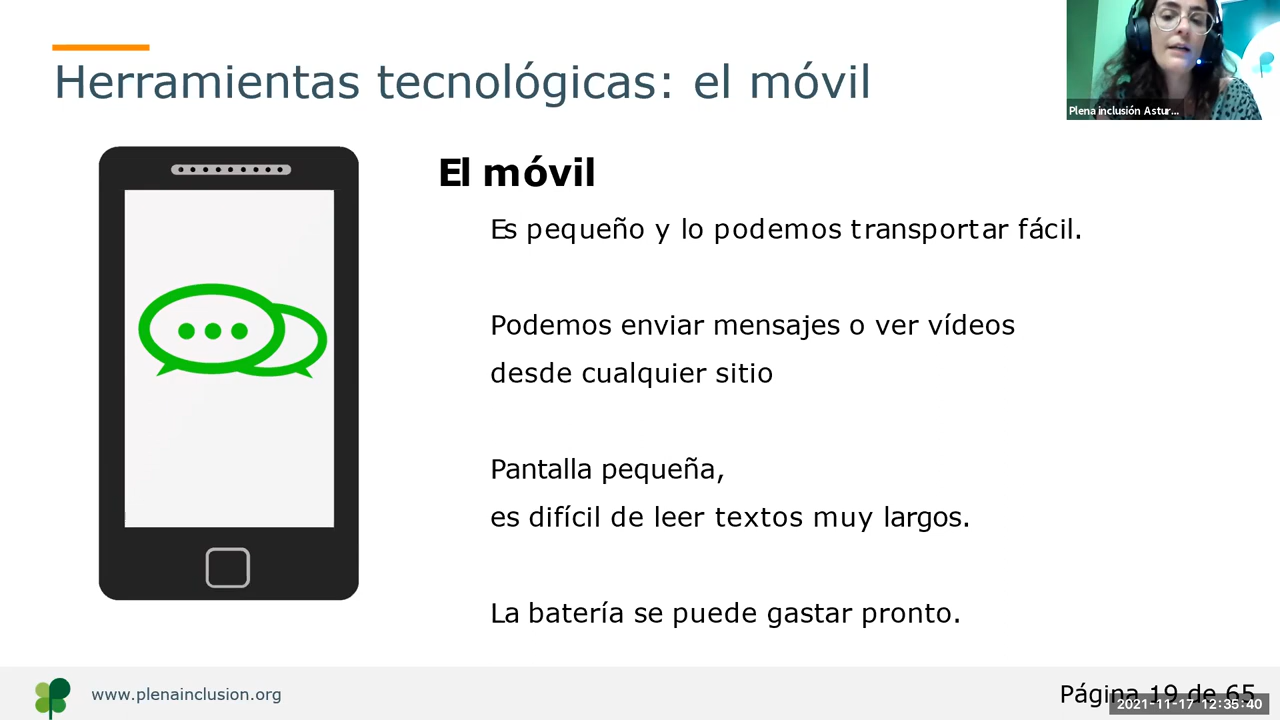 Herramientas tecnológicas: el móvil
Plena inclusión Astur...
El móvil
Es pequeño y lo podemos transportar fácil.
Podemos enviar mensajes o ver vídeos
desde cualquier sitio
Pantalla pequeña,
es difícil de leer textos muy largos.
La batería se puede gastar pronto.
www.plenainclusion.org
Página 19 de 65
2021-11-17 12:35:40